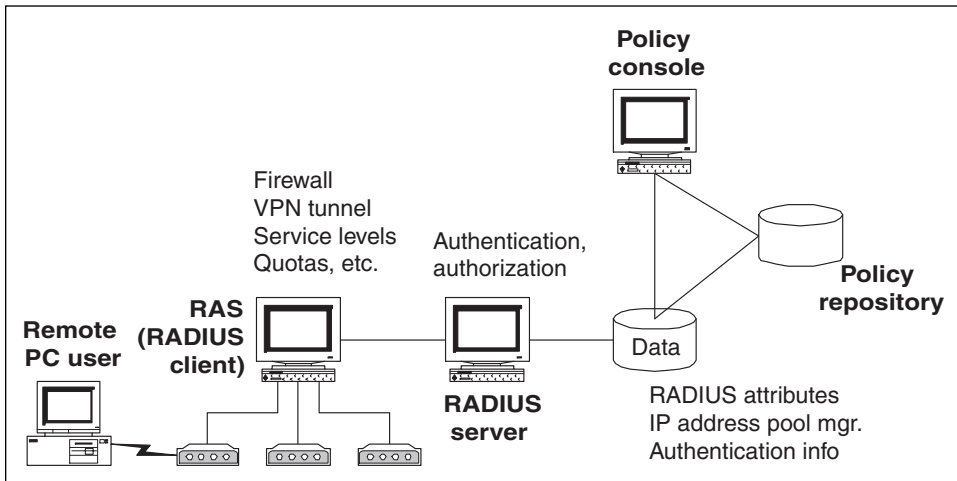 Policy
console
Firewall
VPN tunnel
Service levels
Quotas, etc.
Authentication,
authorization
Policy
repository
RAS
(RADIUS
client)
Remote
PC user
Data
RADIUS
server
RADIUS attributes
IP address pool mgr.
Authentication info